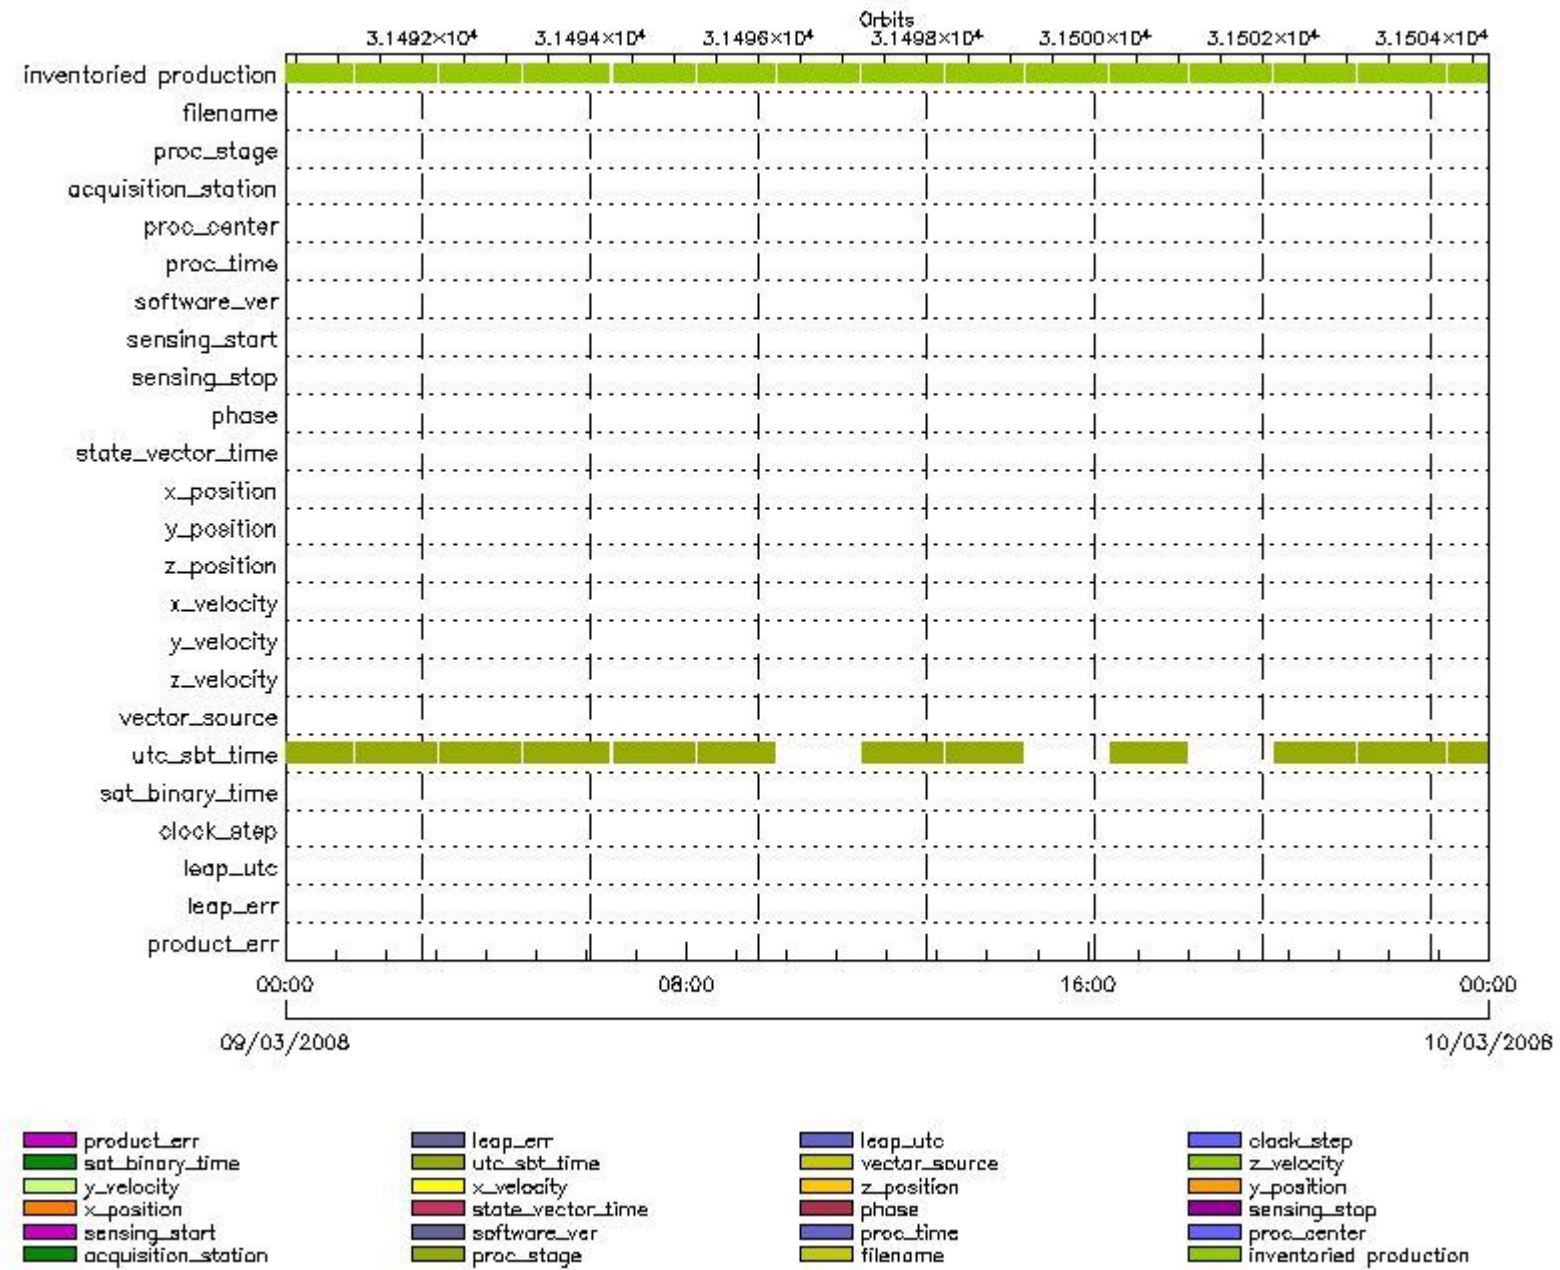 Orbits
3.1492×10⁴ 3.1494×10⁴ 3.1496×10⁴ 3.1498×10⁴ 3.1500×10⁴ 3.1502×10⁴ 3.1504×10⁴
inventoried production
filename
proc_stage
acquisition_station
proc_center
proc_time
software_ver
sensing_start
sensing_stop
phase
state_vector_time
x_position
y_position
z_position
x_velocity
y_velocity
z_velocity
vector_source
utc_sbt_time
sat_binary_time
clock_step
leap_utc
leap_err
product_err
00:00 08:00 16:00 00:00
09/03/2008 10/03/2008
product_err leap_err leap_utc clock_step
sat_binary_time utc_sbt_time vector_source z_velocity
y_velocity x_velocity z_position y_position
x_position state_vector_time phase sensing_stop
sensing_start software_ver proc_time proc_center
acquisition_station proc_stage filename inventoried production